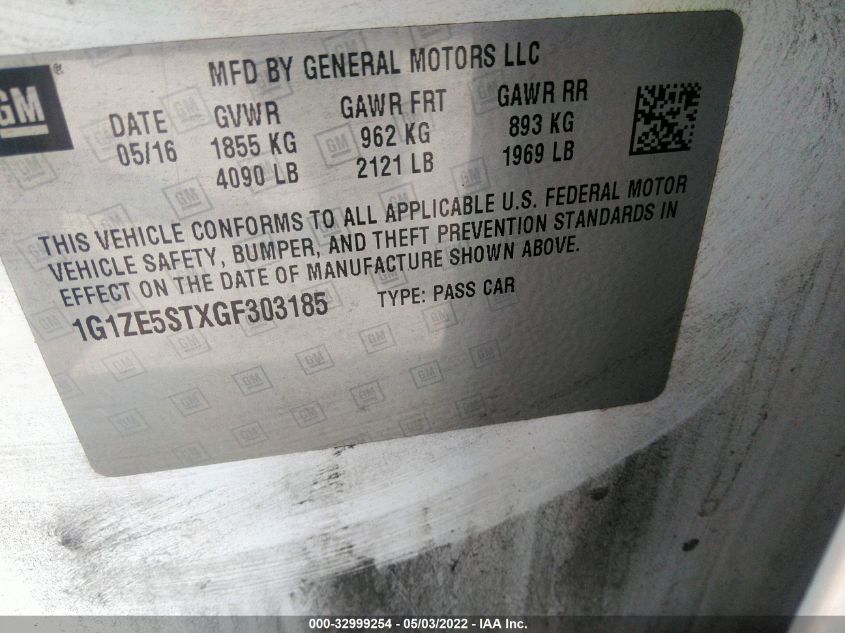 GM®
MFD BY GENERAL MOTORS LLC
DATE GVWR GAWR FRT GAWR RR
05/16 1855 KG 962 KG 893 KG
4090 LB 2121 LB 1969 LB
THIS VEHICLE CONFORMS TO ALL APPLICABLE U.S. FEDERAL MOTOR
VEHICLE SAFETY, BUMPER, AND THEFT PREVENTION STANDARDS IN
EFFECT ON THE DATE OF MANUFACTURE SHOWN ABOVE.
1G1ZE5STXGF303185 TYPE: PASS CAR
000-32999254 - 05/03/2022 - IAA Inc.